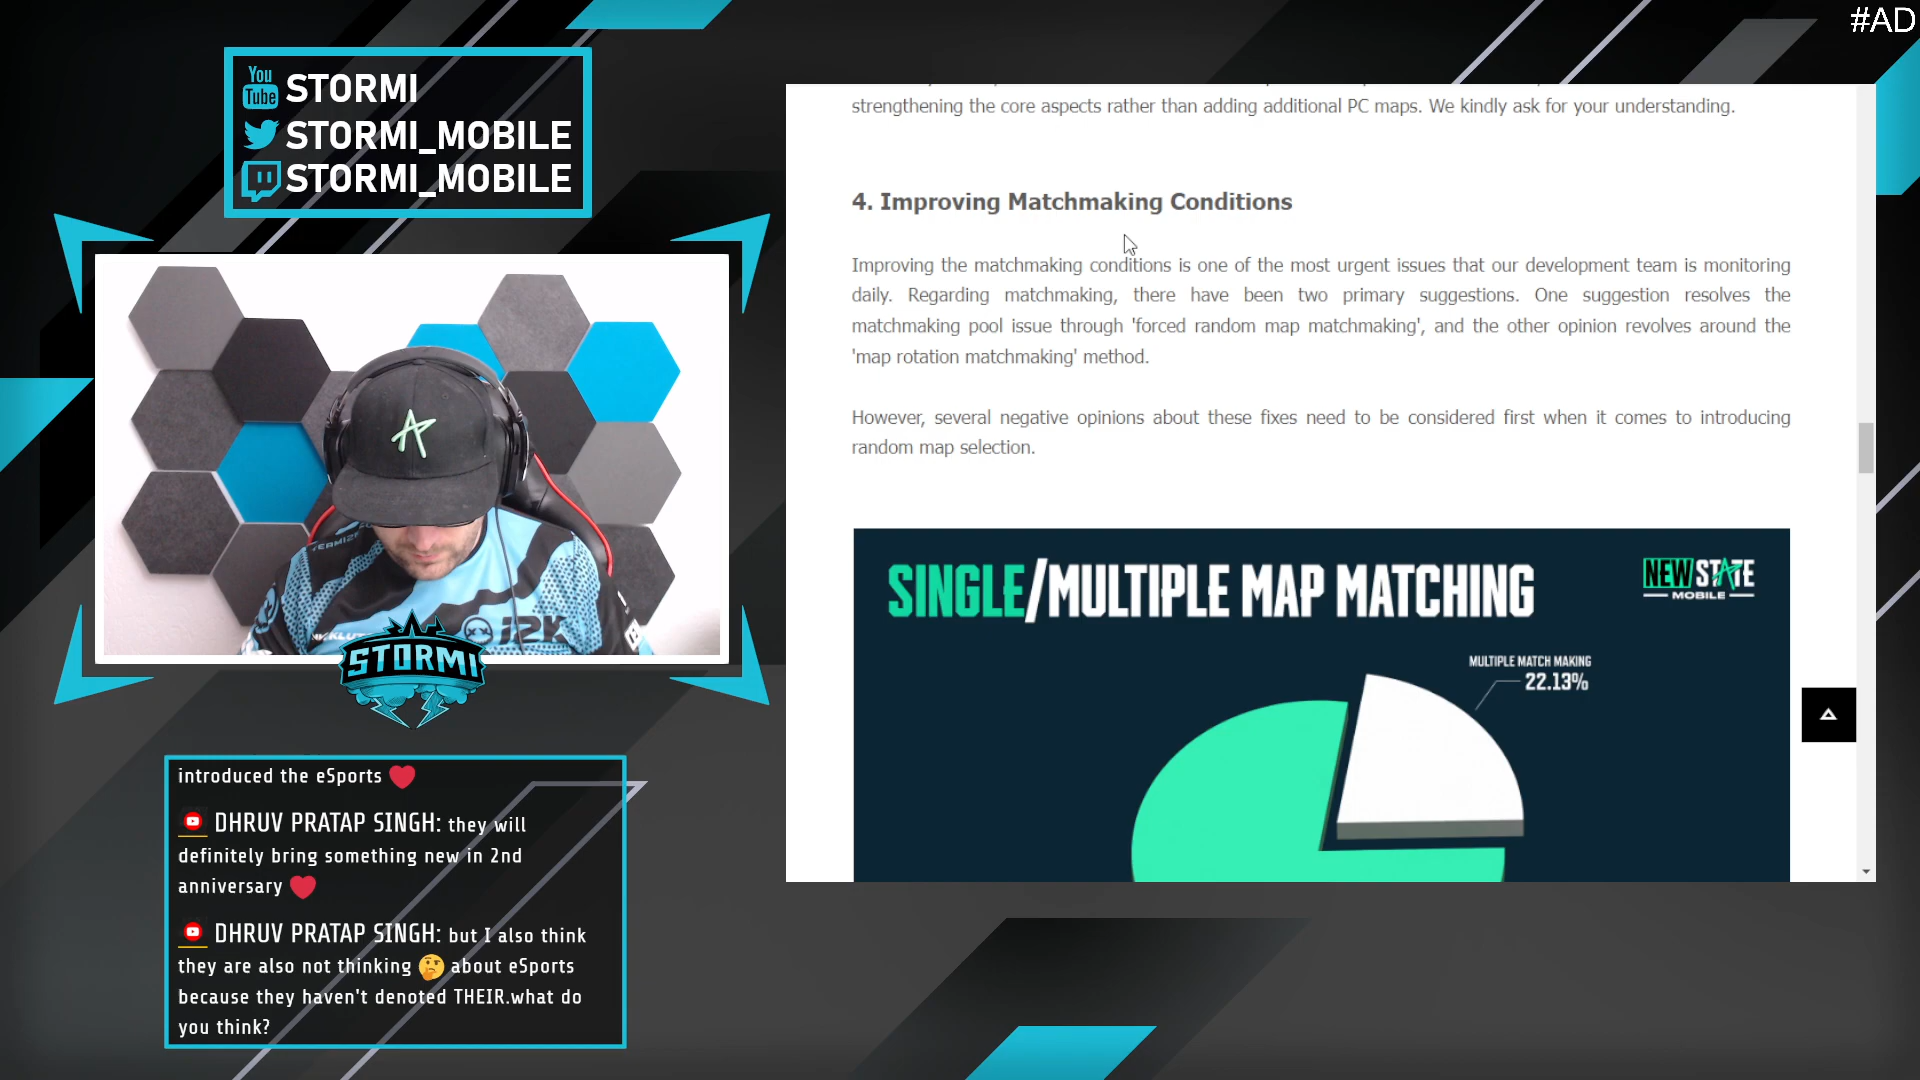 #AD
You
Tube
STORMI
STORMI_MOBILE
STORMI_MOBILE
strengthening the core aspects rather than adding additional PC maps. We kindly ask for your understanding.
4. Improving Matchmaking Conditions
Improving the matchmaking conditions is one of the most urgent issues that our development team is monitoring
daily. Regarding matchmaking, there have been two primary suggestions. One suggestion resolves the
matchmaking pool issue through 'forced random map matchmaking', and the other opinion revolves around the
'map rotation matchmaking' method.
However, several negative opinions about these fixes need to be considered first when it comes to introducing
random map selection.
SINGLE/MULTIPLE MAP MATCHING
NEW STATE
MOBILE
MULTIPLE MATCH MAKING
22.13%
STORMI
introduced the eSports ❤️
DHRUV PRATAP SINGH: they will
definitely bring something new in 2nd
anniversary ❤️
DHRUV PRATAP SINGH: but I also think
they are also not thinking 🤔 about eSports
because they haven't denoted THEIR.what do
you think?